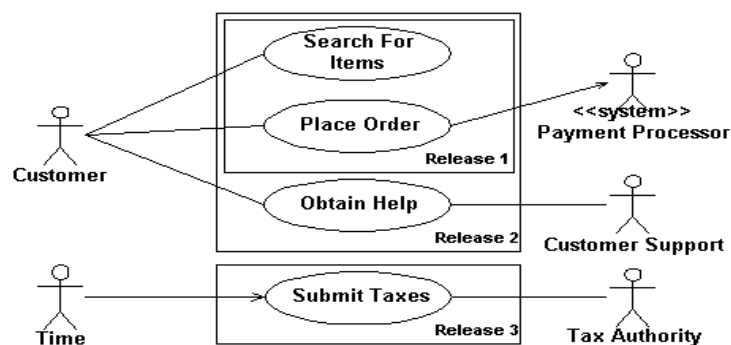 Search For
Items
<<system>>
Place Order
Payment Processor
Release 1
Customer
Obtain Help
Release 2
Customer Support
Submit Taxes
Release 3
Time
Tax Authority